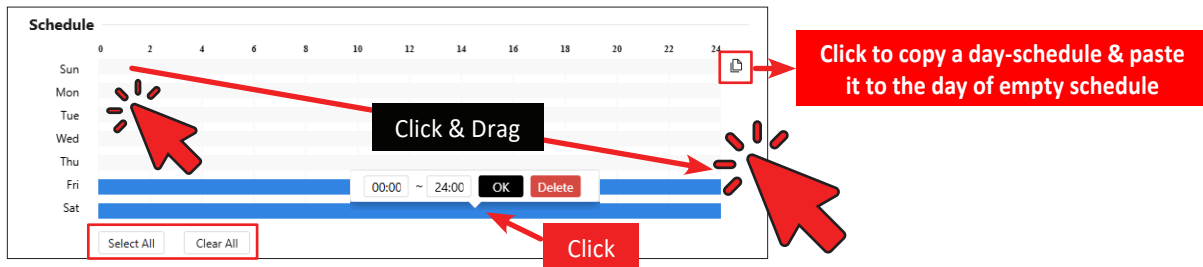 Schedule
0 2 4 6 8 10 12 14 16 18 20 22 24
Sun
Mon
Tue
Wed
Thu
Fri
Sat
Click to copy a day-schedule & paste
it to the day of empty schedule
Click & Drag
00:00 ~ 24:00 OK Delete
Select All Clear All
Click